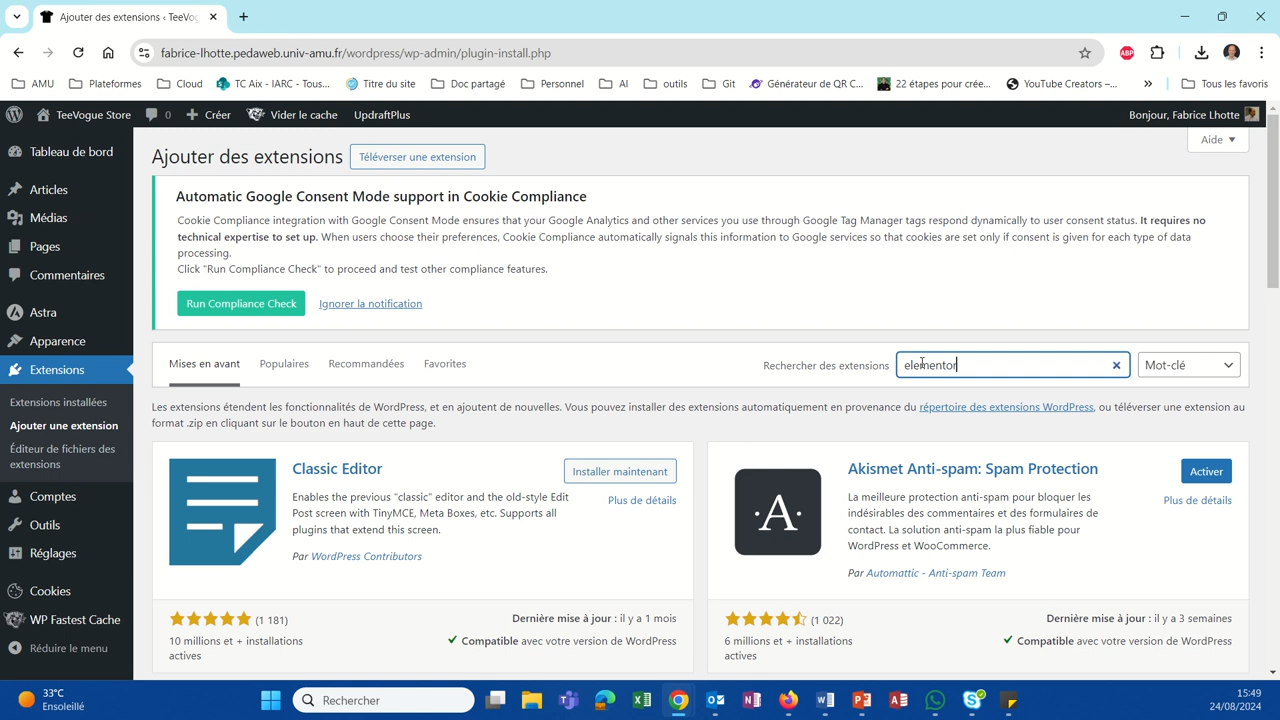 Ajouter des extensions ‹ TeeVog
fabrice-lhotte.pedaweb.univ-amu.fr/wordpress/wp-admin/plugin-install.php
ABP
AMU
Plateformes
Cloud
TC Aix - IARC - Tous...
Titre du site
Doc partagé
Personnel
AI
outils
Git
Générateur de QR C...
22 étapes pour crée...
YouTube Creators –...
»
Tous les favoris
TeeVogue Store
0
Créer
Vider le cache
UpdraftPlus
Bonjour, Fabrice Lhotte
Tableau de bord
Articles
Médias
Pages
Commentaires
Astra
Apparence
Extensions
Extensions installées
Ajouter une extension
Éditeur de fichiers des
extensions
Comptes
Outils
Réglages
Cookies
WP Fastest Cache
Réduire le menu
Aide
Ajouter des extensions
Téléverser une extension
Automatic Google Consent Mode support in Cookie Compliance
Cookie Compliance integration with Google Consent Mode ensures that your Google Analytics and other services you use through Google Tag Manager tags respond dynamically to user consent status. It requires no
technical expertise to set up. When users choose their preferences, Cookie Compliance automatically signals this information to Google services so that cookies are set only if consent is given for each type of data
processing.
Click "Run Compliance Check" to proceed and test other compliance features.
Run Compliance Check
Ignorer la notification
Mises en avant
Populaires
Recommandées
Favorites
Rechercher des extensions
elementor
Mot-clé
Les extensions étendent les fonctionnalités de WordPress, et en ajoutent de nouvelles. Vous pouvez installer des extensions automatiquement en provenance du répertoire des extensions WordPress, ou téléverser une extension au
format .zip en cliquant sur le bouton en haut de cette page.
Classic Editor
Installer maintenant
Plus de détails
Enables the previous "classic" editor and the old-style Edit
Post screen with TinyMCE, Meta Boxes, etc. Supports all
plugins that extend this screen.
Par WordPress Contributors
(1 181)
10 millions et + installations
actives
Dernière mise à jour : il y a 1 mois
Compatible avec votre version de WordPress
·A·
Akismet Anti-spam: Spam Protection
Activer
Plus de détails
La meilleure protection anti-spam pour bloquer les
indésirables des commentaires et des formulaires de
contact. La solution anti-spam la plus fiable pour
WordPress et WooCommerce.
Par Automattic - Anti-spam Team
(1 022)
6 millions et + installations
actives
Dernière mise à jour : il y a 3 semaines
Compatible avec votre version de WordPress
33°C
Ensoleillé
Rechercher
15:49
24/08/2024